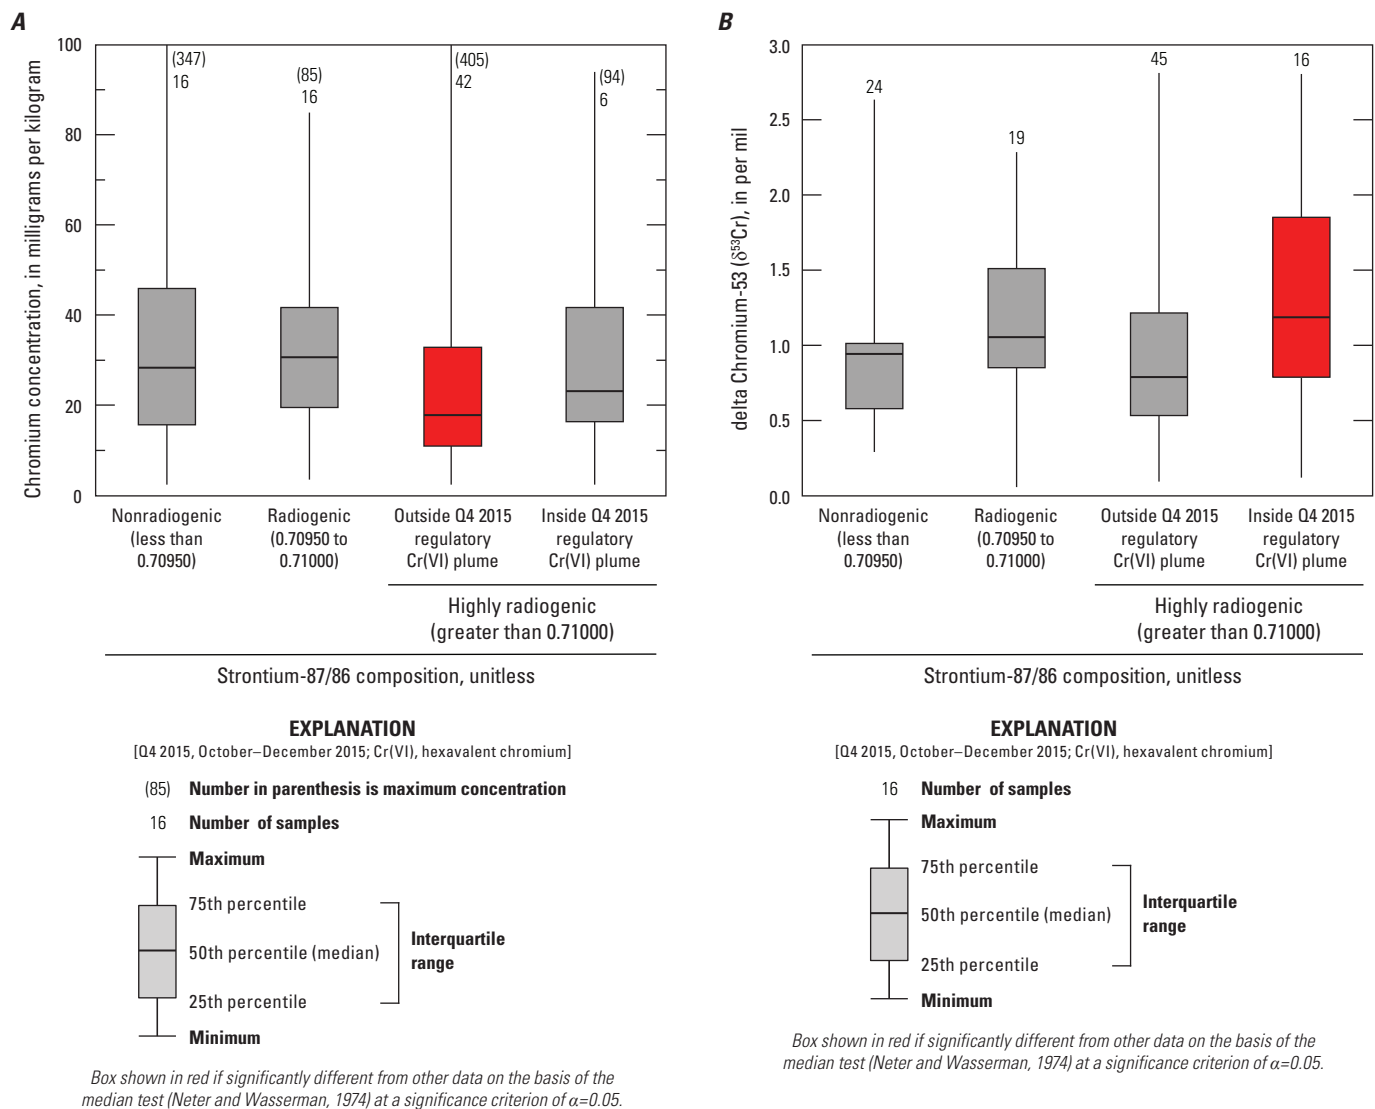 A
Chromium concentration, in milligrams per kilogram
100
80
60
40
20
0
(347)
16
(85)
16
(405)
42
(94)
6
Nonradiogenic
(less than
0.70950)
Radiogenic
(0.70950 to
0.71000)
Outside Q4 2015
regulatory
Cr(VI) plume
Inside Q4 2015
regulatory
Cr(VI) plume
Highly radiogenic
(greater than 0.71000)
Strontium-87/86 composition, unitless
EXPLANATION
[Q4 2015, October–December 2015; Cr(VI), hexavalent chromium]
(85) Number in parenthesis is maximum concentration
16 Number of samples
Maximum
75th percentile
50th percentile (median)
25th percentile
Interquartile
range
Minimum
Box shown in red if significantly different from other data on the basis of the
median test (Neter and Wasserman, 1974) at a significance criterion of α=0.05.
B
delta Chromium-53 (δ⁵³Cr), in per mil
3.0
2.5
2.0
1.5
1.0
0.5
0.0
24
19
45
16
Nonradiogenic
(less than
0.70950)
Radiogenic
(0.70950 to
0.71000)
Outside Q4 2015
regulatory
Cr(VI) plume
Inside Q4 2015
regulatory
Cr(VI) plume
Highly radiogenic
(greater than 0.71000)
Strontium-87/86 composition, unitless
EXPLANATION
[Q4 2015, October–December 2015; Cr(VI), hexavalent chromium]
16 Number of samples
Maximum
75th percentile
50th percentile (median)
25th percentile
Interquartile
range
Minimum
Box shown in red if significantly different from other data on the basis of the
median test (Neter and Wasserman, 1974) at a significance criterion of α=0.05.